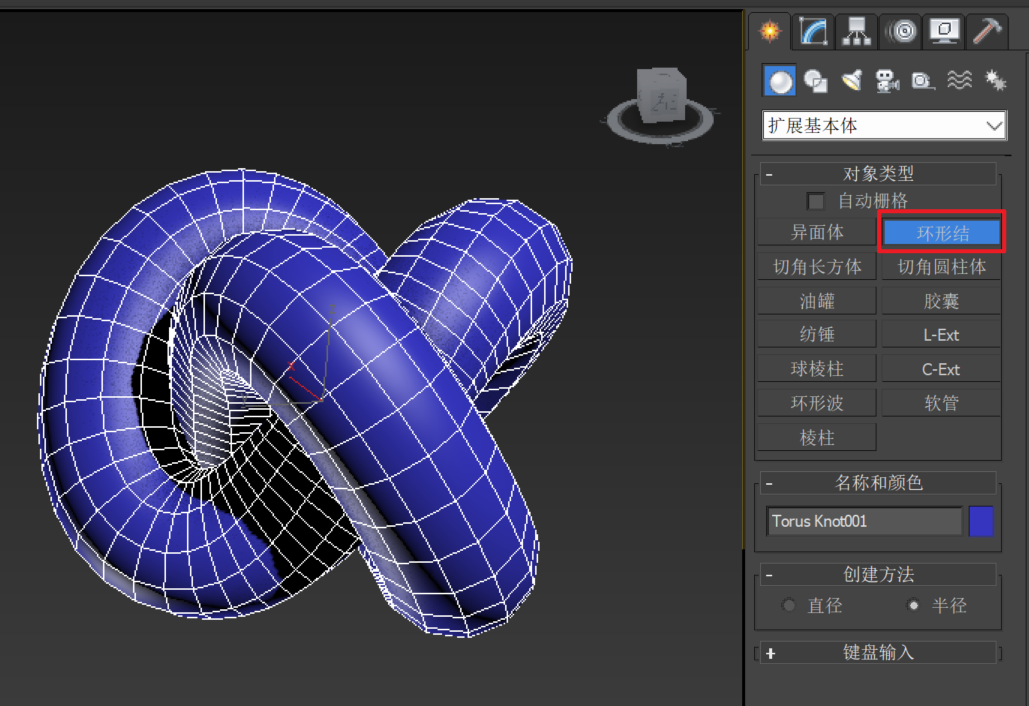 扩展基本体
- 对象类型
自动栅格
异面体 环形结
切角长方体 切角圆柱体
油罐 胶囊
纺锤 L-Ext
球棱柱 C-Ext
环形波 软管
棱柱
- 名称和颜色
Torus Knot001
- 创建方法
直径 半径
+ 键盘输入